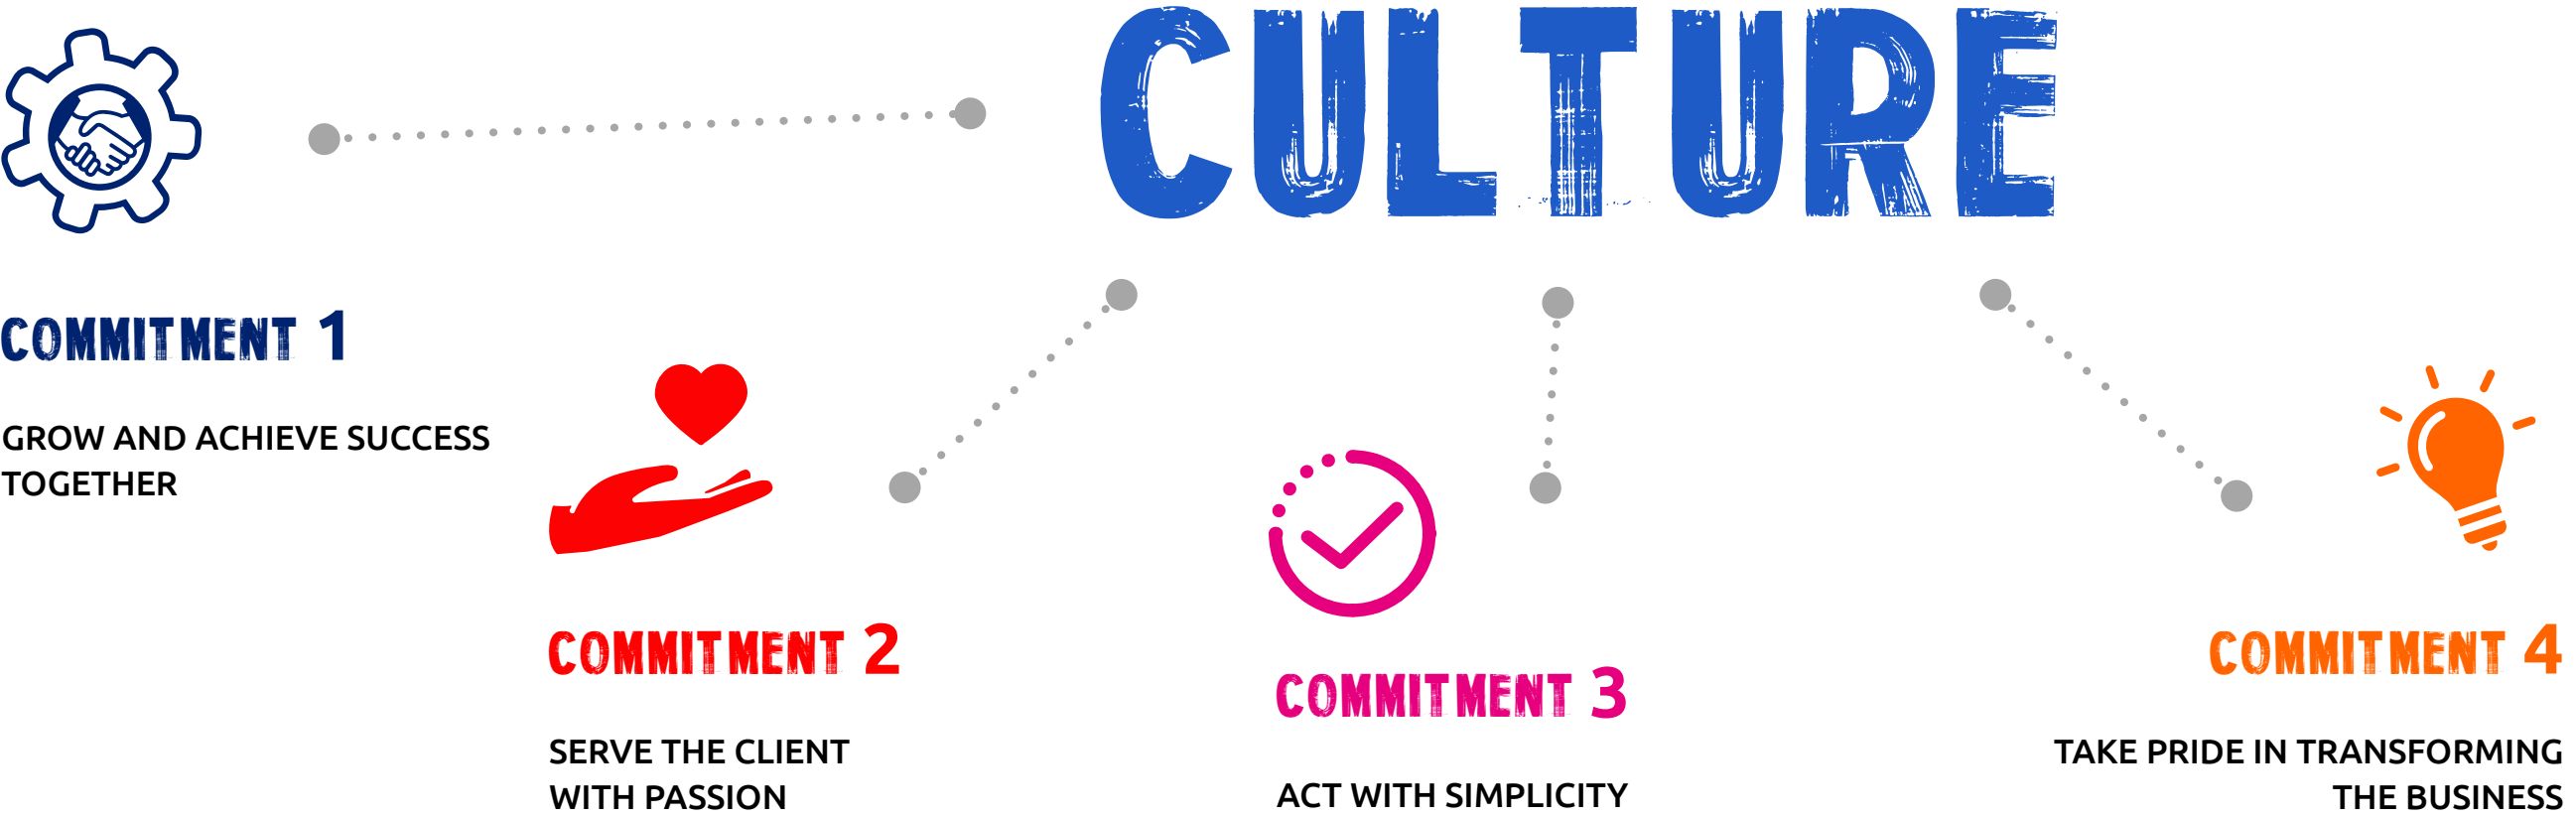 CULTURE
COMMITMENT 1
GROW AND ACHIEVE SUCCESS
TOGETHER
COMMITMENT 2
SERVE THE CLIENT
WITH PASSION
COMMITMENT 3
ACT WITH SIMPLICITY
COMMITMENT 4
TAKE PRIDE IN TRANSFORMING
THE BUSINESS